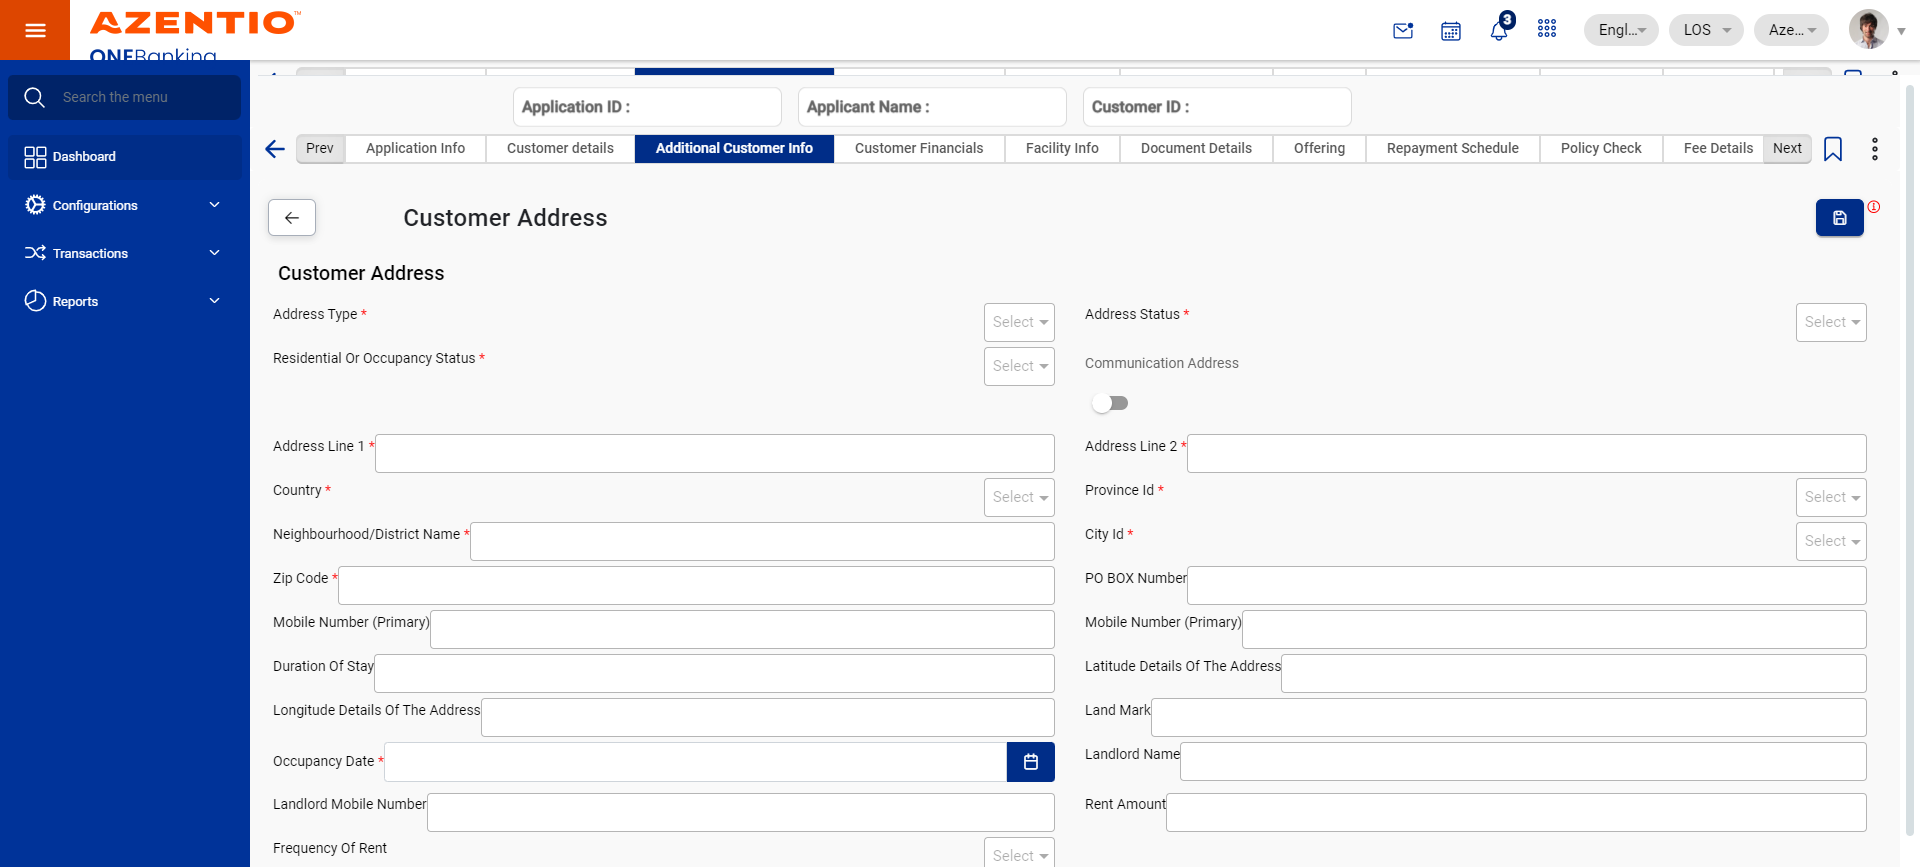 AZENTIO™
ONEBanking
3
Engl...
LOS
Aze...
Search the menu
Dashboard
Configurations
Transactions
Reports
Application ID :
Applicant Name :
Customer ID :
Prev
Application Info
Customer details
Additional Customer Info
Customer Financials
Facility Info
Document Details
Offering
Repayment Schedule
Policy Check
Fee Details
Next
Customer Address
Customer Address
Address Type *
Select
Address Status *
Select
Residential Or Occupancy Status *
Select
Communication Address
Address Line 1 *
Address Line 2 *
Country *
Select
Province Id *
Select
Neighbourhood/District Name *
City Id *
Select
Zip Code *
PO BOX Number
Mobile Number (Primary)
Mobile Number (Primary)
Duration Of Stay
Latitude Details Of The Address
Longitude Details Of The Address
Land Mark
Occupancy Date *
Landlord Name
Landlord Mobile Number
Rent Amount
Frequency Of Rent
Select